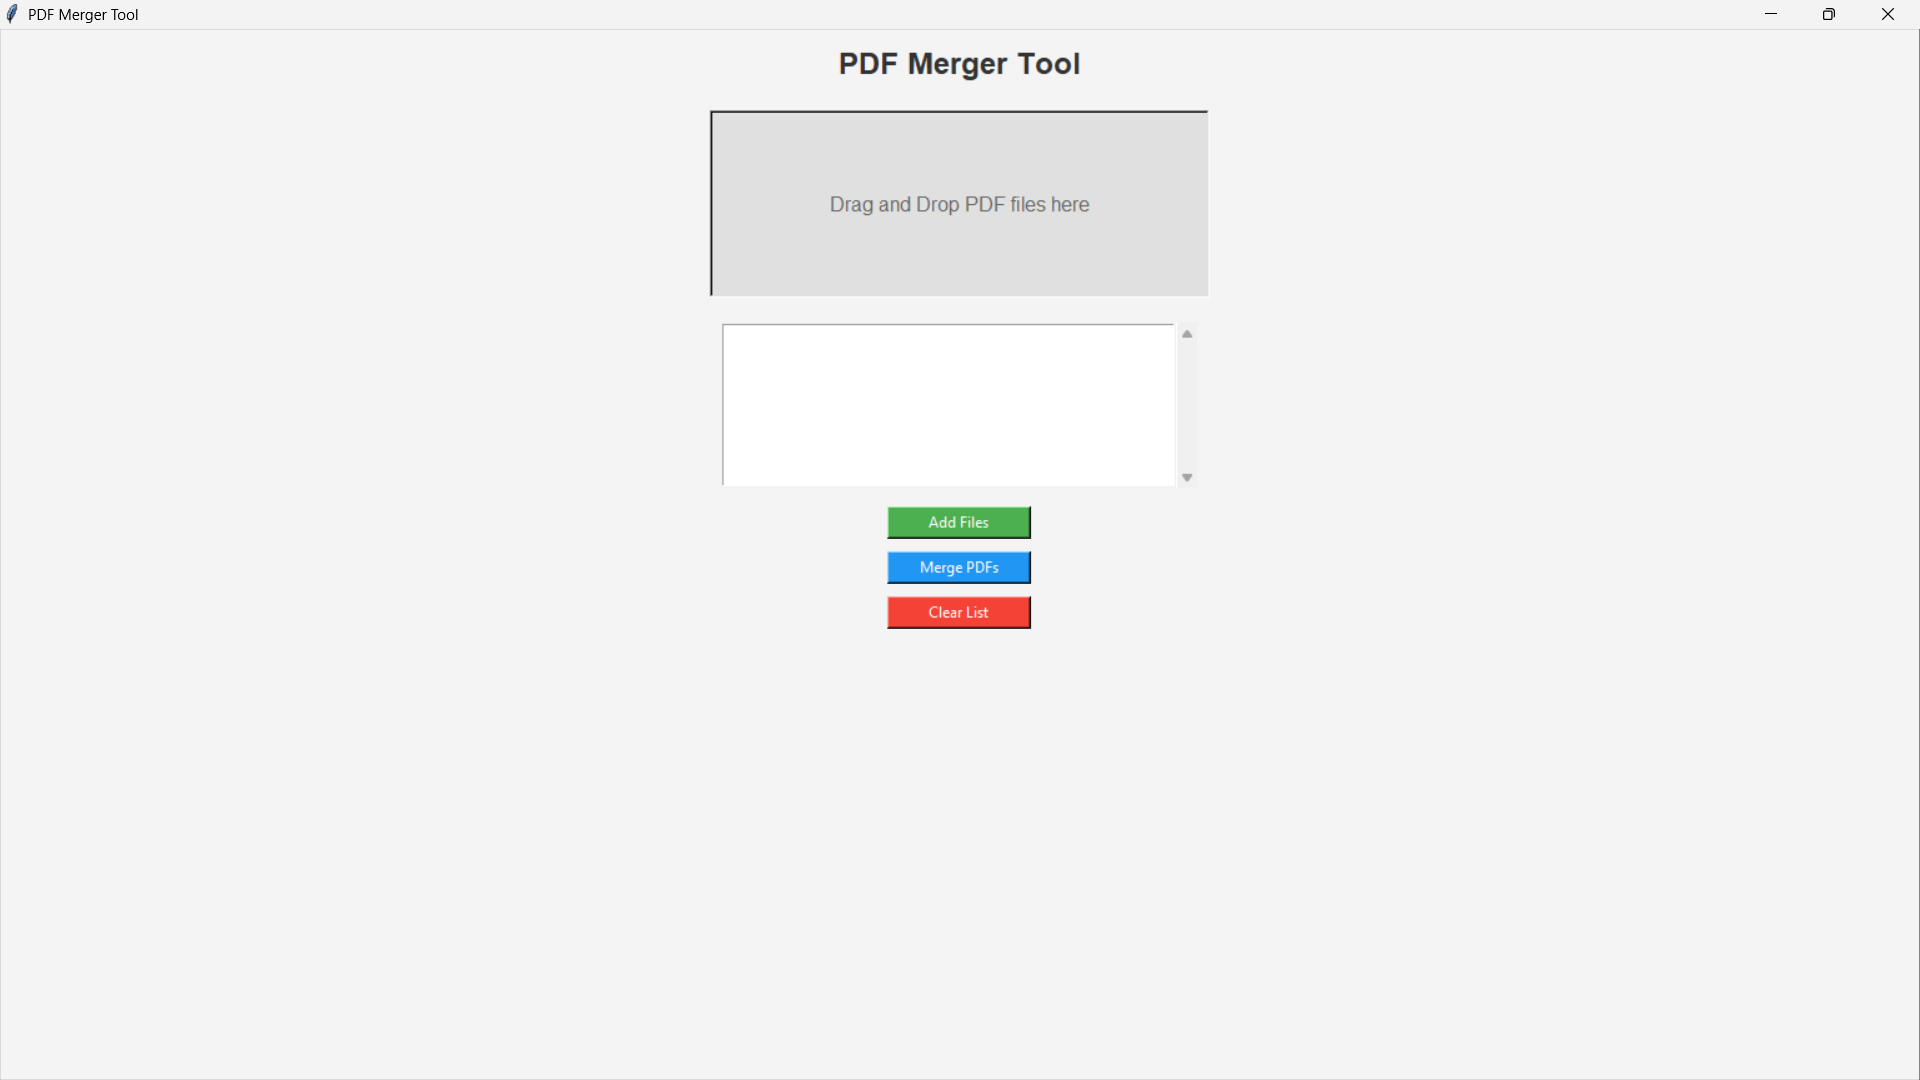 PDF Merger Tool
PDF Merger Tool
Drag and Drop PDF files here
Add Files
Merge PDFs
Clear List